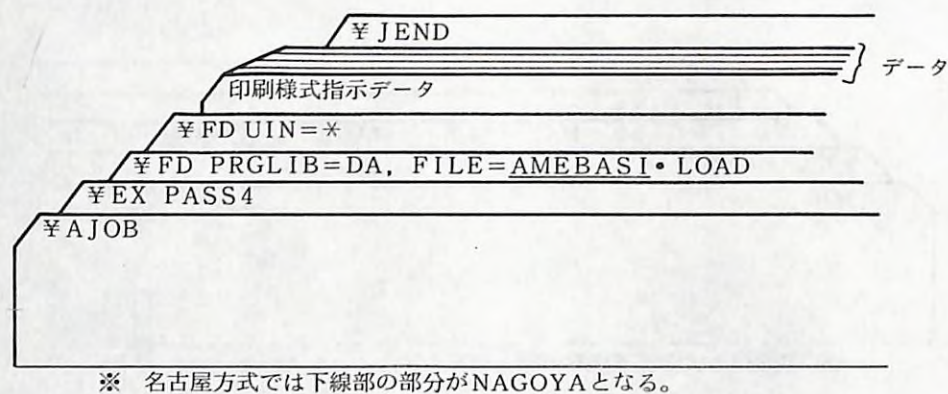 ¥JEND
データ
印刷様式指示データ
¥FD UIN=*
¥FD PRGLIB=DA, FILE=AMEBASI・LOAD
¥EX PASS4
¥AJOB
※ 名古屋方式では下線部の部分がNAGOYAとなる。